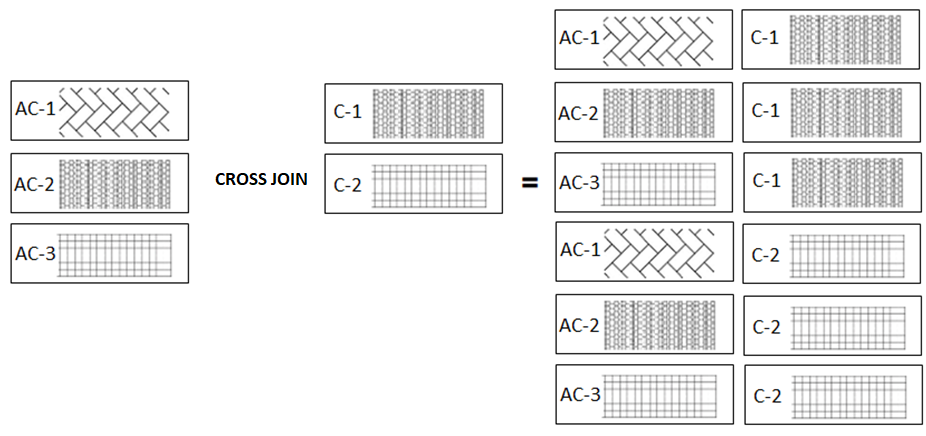 AC-1
AC-2
AC-3
CROSS JOIN
C-1
C-2
=
AC-1 C-1
AC-2 C-1
AC-3 C-1
AC-1 C-2
AC-2 C-2
AC-3 C-2